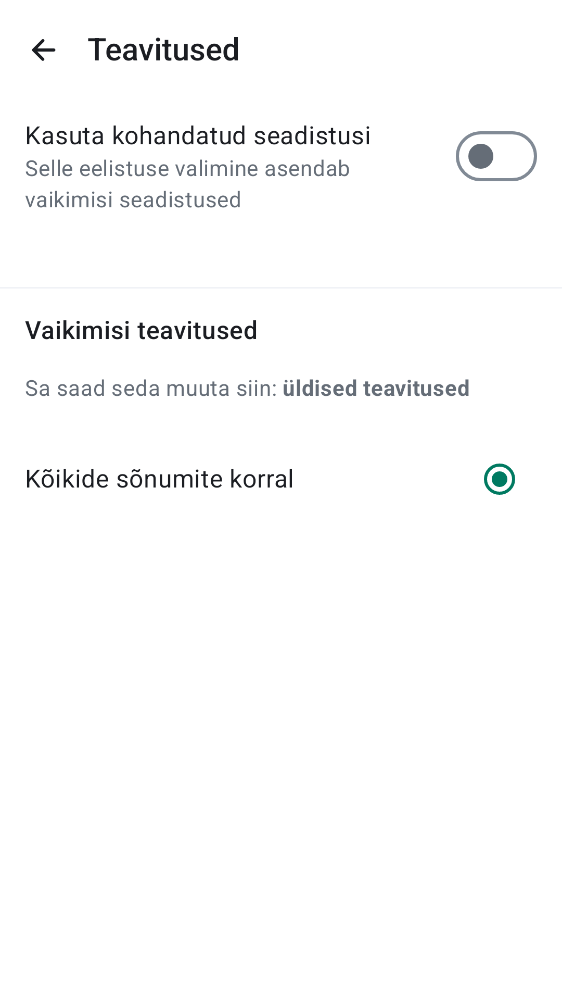 Teavitused
Kasuta kohandatud seadistusi
Selle eelistuse valimine asendab
vaikimisi seadistused
Vaikimisi teavitused
Sa saad seda muuta siin: üldised teavitused
Kõikide sõnumite korral